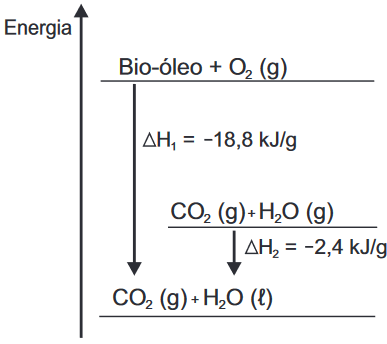 Energia
Bio-óleo + O₂ (g)
ΔH₁ = −18,8 kJ/g
CO₂ (g) + H₂O (g)
ΔH₂ = −2,4 kJ/g
CO₂ (g) + H₂O (ℓ)